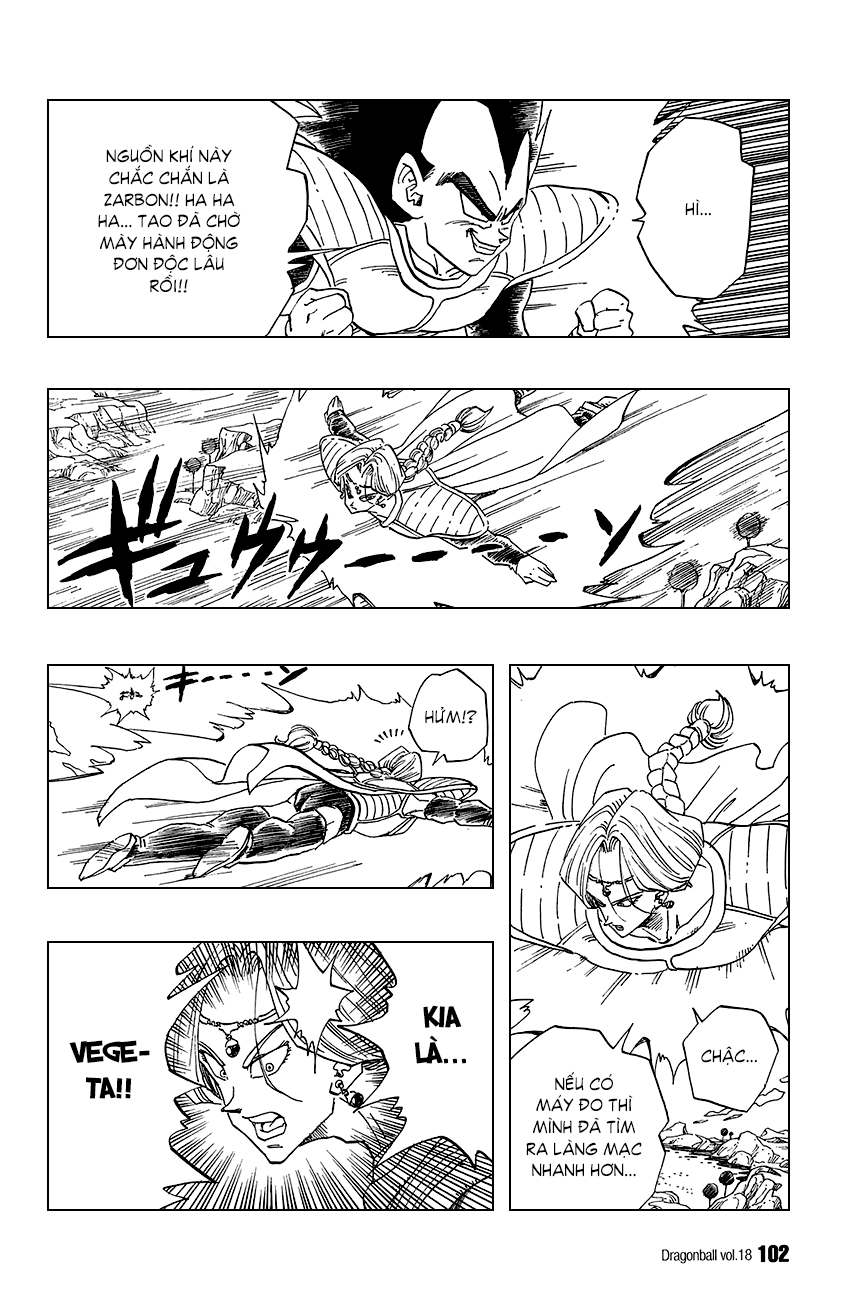 HÌ...
NGUỒN KHÍ NÀY
CHẮC CHẮN LÀ
ZARBON!! HA HA
HA... TAO ĐÃ CHỜ
MÀY HÀNH ĐỘNG
ĐƠN ĐỘC LÂU
RỒI!!
ギュウゥーーーーン
CHẬC...
NẾU CÓ
MÁY ĐO THÌ
MÌNH ĐÃ TÌM
RA LÀNG MẠC
NHANH HƠN...
HỬM!?
キーーーン
KIA
LÀ...
VEGE-
TA!!
Dragonball vol.18 102